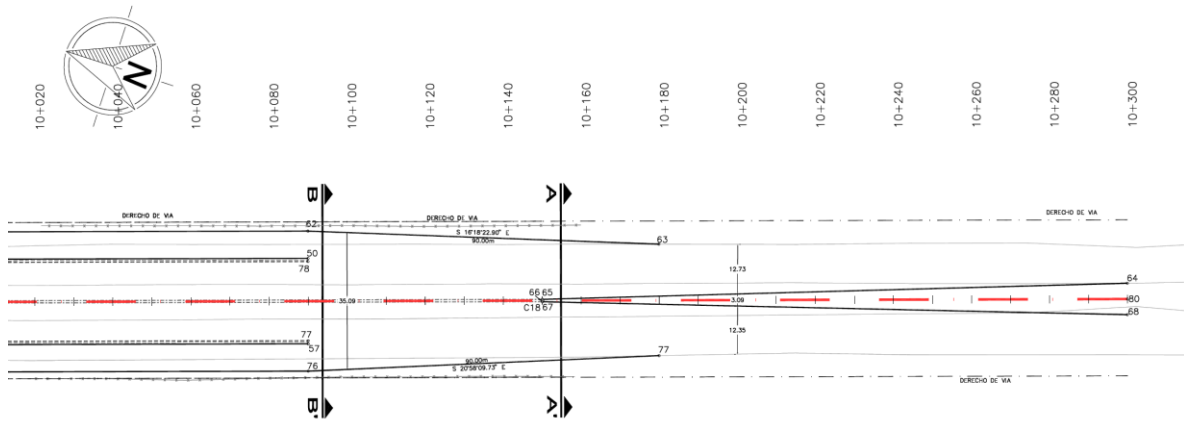 N
10+020
10+040
10+060
10+080
10+100
10+120
10+140
10+160
10+180
10+200
10+220
10+240
10+260
10+280
10+300
B
A
DERECHO DE VIA
DERECHO DE VIA
DERECHO DE VIA
62
S 16°18'22.90" E
90.00m
63
50
78
12.73
64
66 65
35.09
3.09
80
C18 67
68
12.35
77
57
77
76
90.00m
S 20°58'09.73" E
DERECHO DE VIA
B'
A'